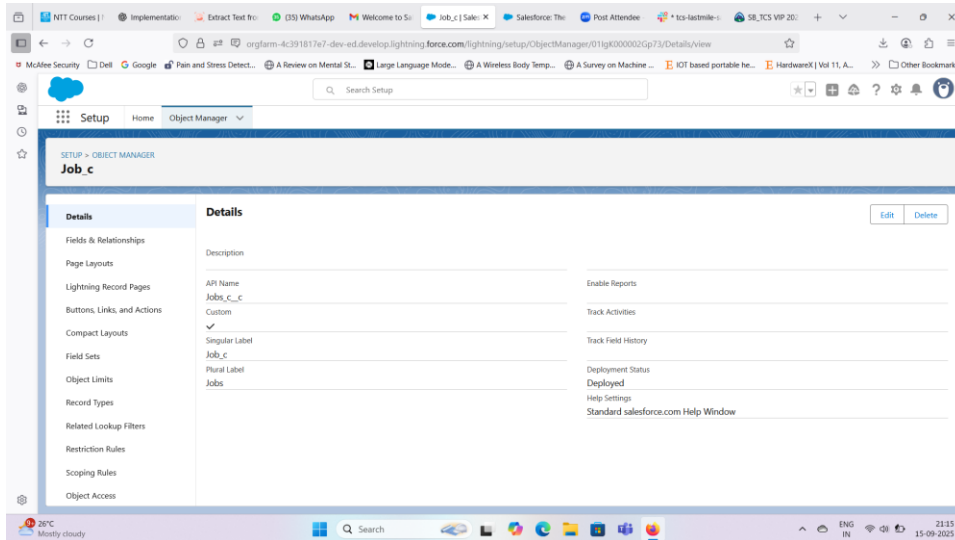 NTT Courses | I
Implementatio
Extract Text fro
(35) WhatsApp
Welcome to Sa
Job_c | Sales
Salesforce: The
Post Attendee
* tcs-lastmile-s
SB_TCS VIP 20
orgfarm-4c391817e7-dev-ed.develop.lightning.force.com/lightning/setup/ObjectManager/01IgK000002Gp73/Details/view
McAfee Security
Dell
Google
Pain and Stress Detect...
A Review on Mental St...
Large Language Mode...
A Wireless Body Temp...
A Survey on Machine ...
IOT based portable he...
HardwareX | Vol 11, A...
Other Bookmark
Search Setup
Setup
Home
Object Manager
SETUP > OBJECT MANAGER
Job_c
Details
Fields & Relationships
Page Layouts
Lightning Record Pages
Buttons, Links, and Actions
Compact Layouts
Field Sets
Object Limits
Record Types
Related Lookup Filters
Restriction Rules
Scoping Rules
Object Access
Details
Edit
Delete
Description
API Name
Jobs_c__c
Custom
Singular Label
Job_c
Plural Label
Jobs
Enable Reports
Track Activities
Track Field History
Deployment Status
Deployed
Help Settings
Standard salesforce.com Help Window
9+
26°C
Mostly cloudy
Search
ENG
IN
21:15
15-09-2025